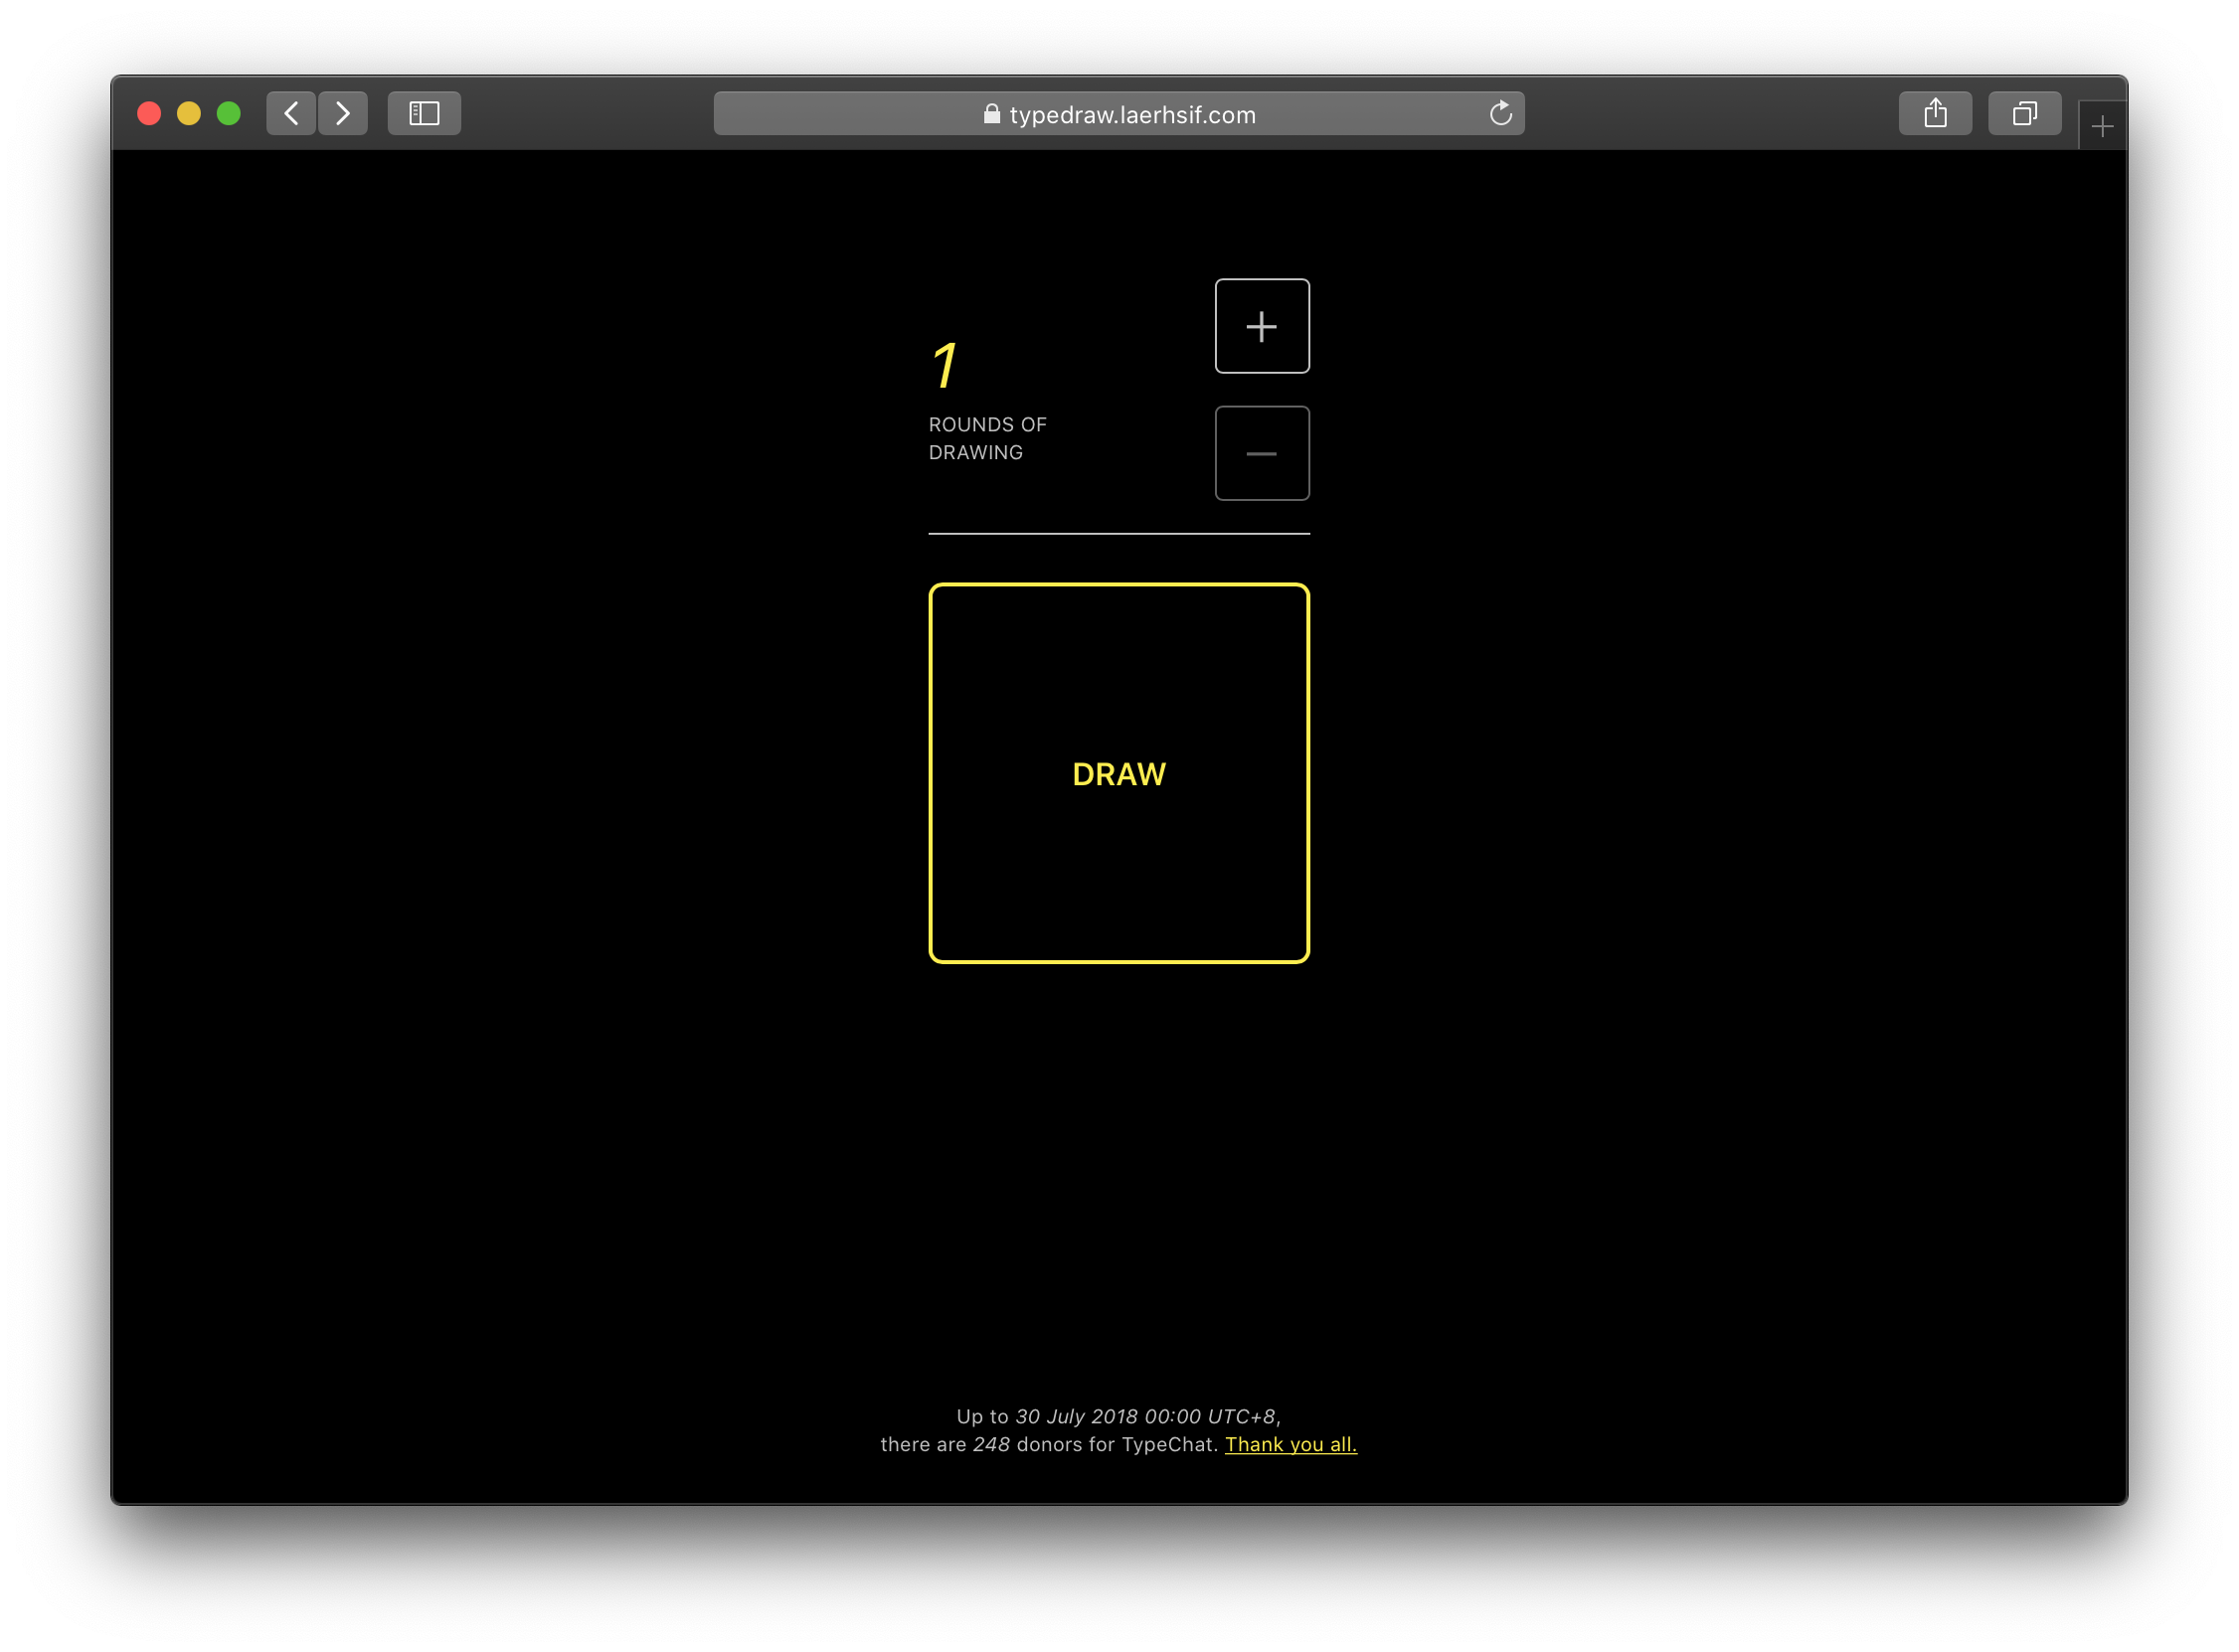 typedraw.laerhsif.com
1
ROUNDS OF
DRAWING
DRAW
Up to 30 July 2018 00:00 UTC+8,
there are 248 donors for TypeChat. Thank you all.